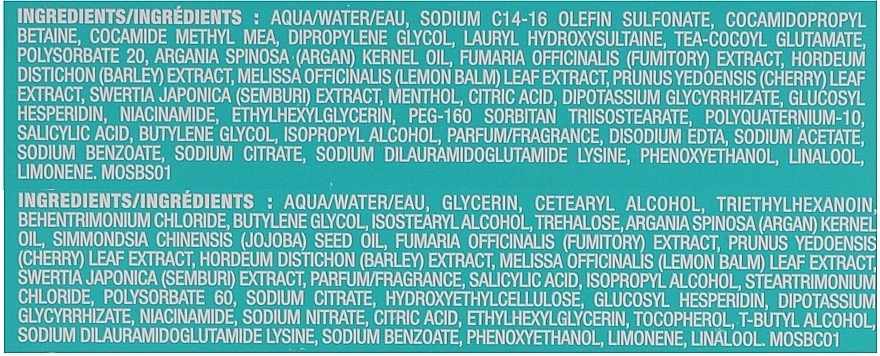 INGREDIENTS/INGRÉDIENTS : AQUA/WATER/EAU, SODIUM C14-16 OLEFIN SULFONATE, COCAMIDOPROPYL
BETAINE, COCAMIDE METHYL MEA, DIPROPYLENE GLYCOL, LAURYL HYDROXYSULTAINE, TEA-COCOYL GLUTAMATE,
POLYSORBATE 20, ARGANIA SPINOSA (ARGAN) KERNEL OIL, FUMARIA OFFICINALIS (FUMITORY) EXTRACT, HORDEUM
DISTICHON (BARLEY) EXTRACT, MELISSA OFFICINALIS (LEMON BALM) LEAF EXTRACT, PRUNUS YEDOENSIS (CHERRY) LEAF
EXTRACT, SWERTIA JAPONICA (SEMBURI) EXTRACT, MENTHOL, CITRIC ACID, DIPOTASSIUM GLYCYRRHIZATE, GLUCOSYL
HESPERIDIN, NIACINAMIDE, ETHYLHEXYLGLYCERIN, PEG-160 SORBITAN TRIISOSTEARATE, POLYQUATERNIUM-10,
SALICYLIC ACID, BUTYLENE GLYCOL, ISOPROPYL ALCOHOL, PARFUM/FRAGRANCE, DISODIUM EDTA, SODIUM ACETATE,
SODIUM BENZOATE, SODIUM CITRATE, SODIUM DILAURAMIDOGLUTAMIDE LYSINE, PHENOXYETHANOL, LINALOOL,
LIMONENE. MOSBS01
INGREDIENTS/INGRÉDIENTS : AQUA/WATER/EAU, GLYCERIN, CETEARYL ALCOHOL, TRIETHYLHEXANOIN,
BEHENTRIMONIUM CHLORIDE, BUTYLENE GLYCOL, ISOSTEARYL ALCOHOL, TREHALOSE, ARGANIA SPINOSA (ARGAN) KERNEL
OIL, SIMMONDSIA CHINENSIS (JOJOBA) SEED OIL, FUMARIA OFFICINALIS (FUMITORY) EXTRACT, PRUNUS YEDOENSIS
(CHERRY) LEAF EXTRACT, HORDEUM DISTICHON (BARLEY) EXTRACT, MELISSA OFFICINALIS (LEMON BALM) LEAF EXTRACT,
SWERTIA JAPONICA (SEMBURI) EXTRACT, PARFUM/FRAGRANCE, SALICYLIC ACID, ISOPROPYL ALCOHOL, STEARTRIMONIUM
CHLORIDE, POLYSORBATE 60, SODIUM CITRATE, HYDROXYETHYLCELLULOSE, GLUCOSYL HESPERIDIN, DIPOTASSIUM
GLYCYRRHIZATE, NIACINAMIDE, SODIUM NITRATE, CITRIC ACID, ETHYLHEXYLGLYCERIN, TOCOPHEROL, T-BUTYL ALCOHOL,
SODIUM DILAURAMIDOGLUTAMIDE LYSINE, SODIUM BENZOATE, PHENOXYETHANOL, LIMONENE, LINALOOL. MOSBC01